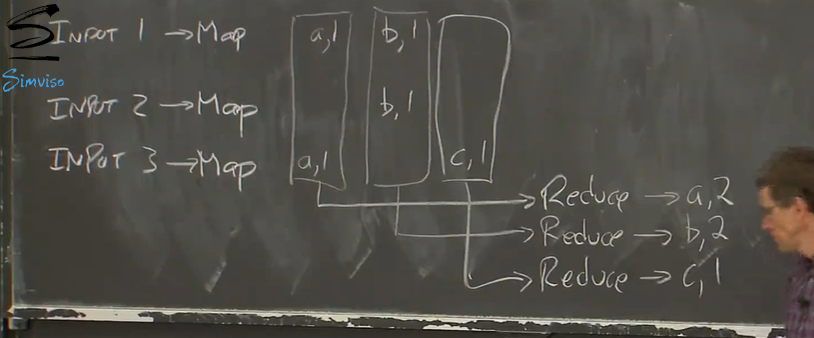 INPUT 1 → Map a,1 b,1
Simviso
INPUT 2 → Map b,1
INPUT 3 → Map a,1 c,1
Reduce → a,2
Reduce → b,2
Reduce → c,1